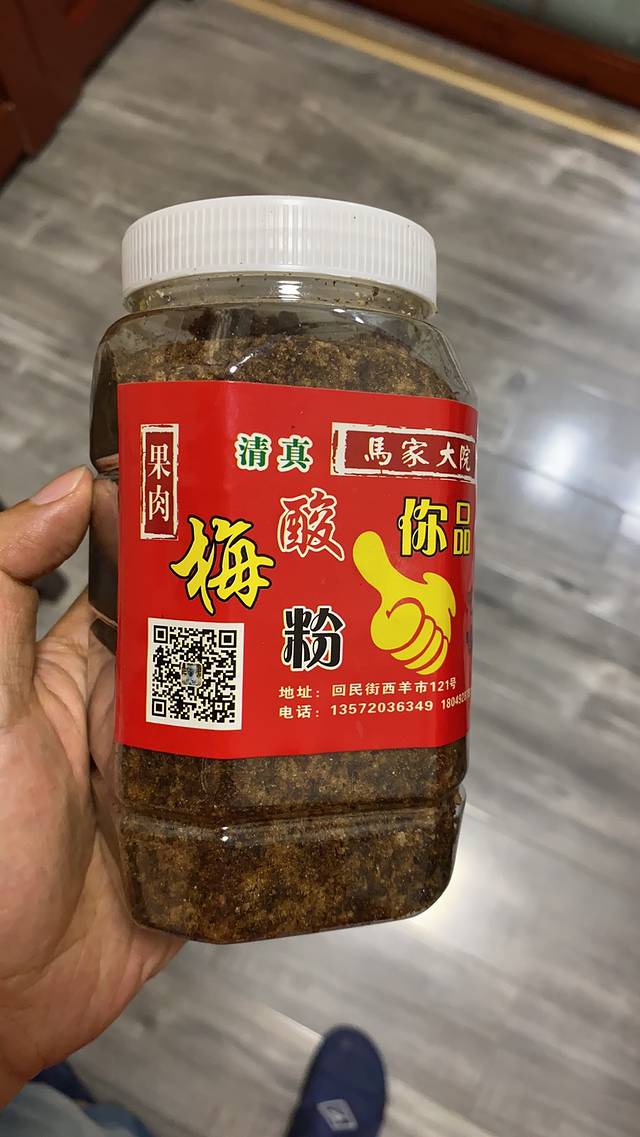 果肉
清真
馬家大院
酸梅粉
你品
地址：回民街西羊市121号
电话：13572036349